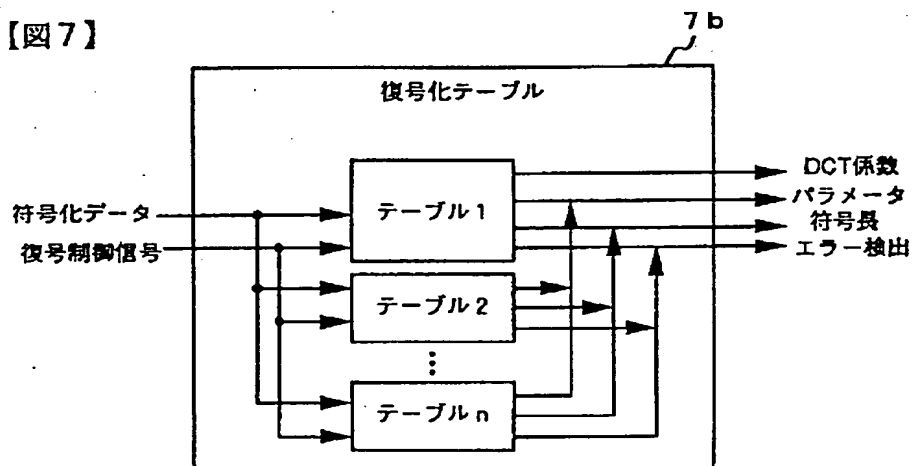 【図7】
7b
復号化テーブル
符号化データ
復号制御信号
テーブル1
テーブル2
⋮
テーブルn
DCT係数
パラメータ
符号長
エラー検出